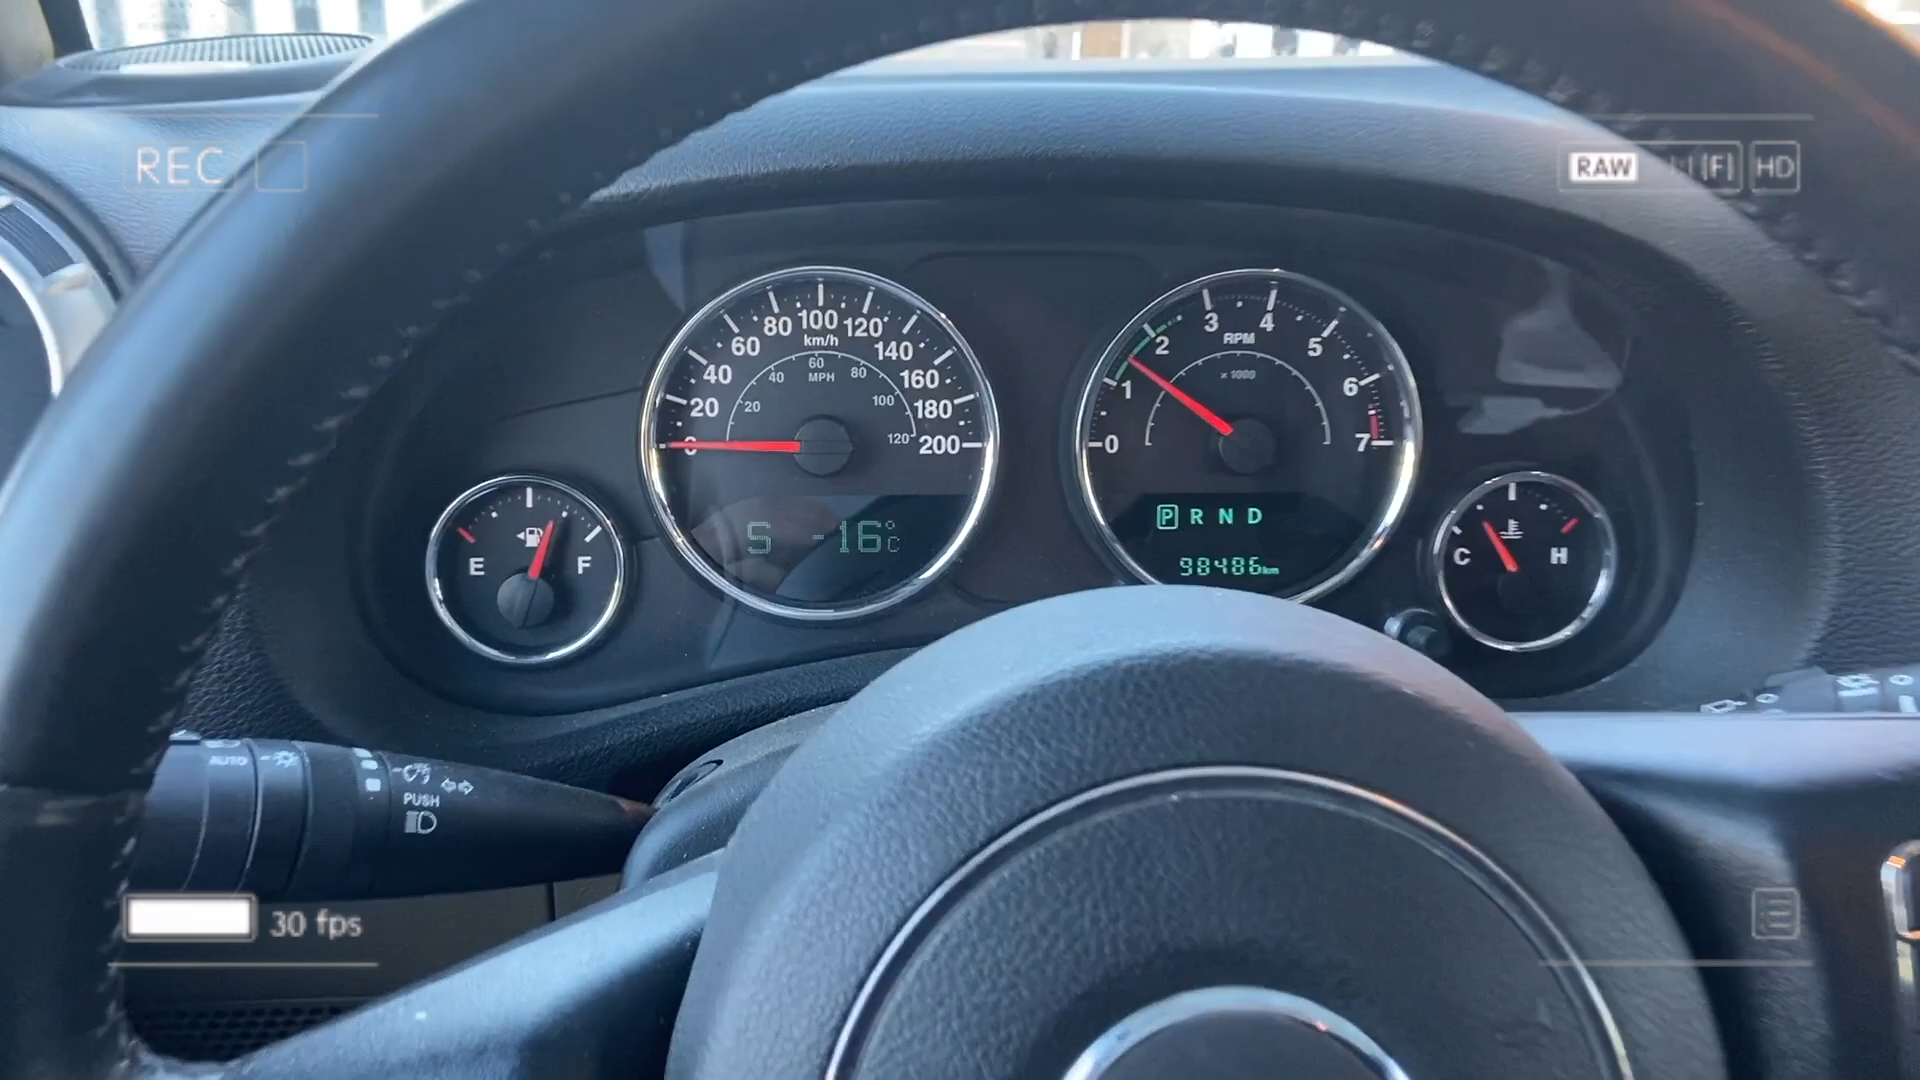 REC
RAW [F] HD
80 100 120
60 km/h 140
40 160
20 180
0 200
60
40 MPH 80
20 100
120
S -16°C
3 4
2 RPM 5
x 1000
1 6
0 7
P R N D
98486km
E F
C H
AUTO
PUSH
30 fps